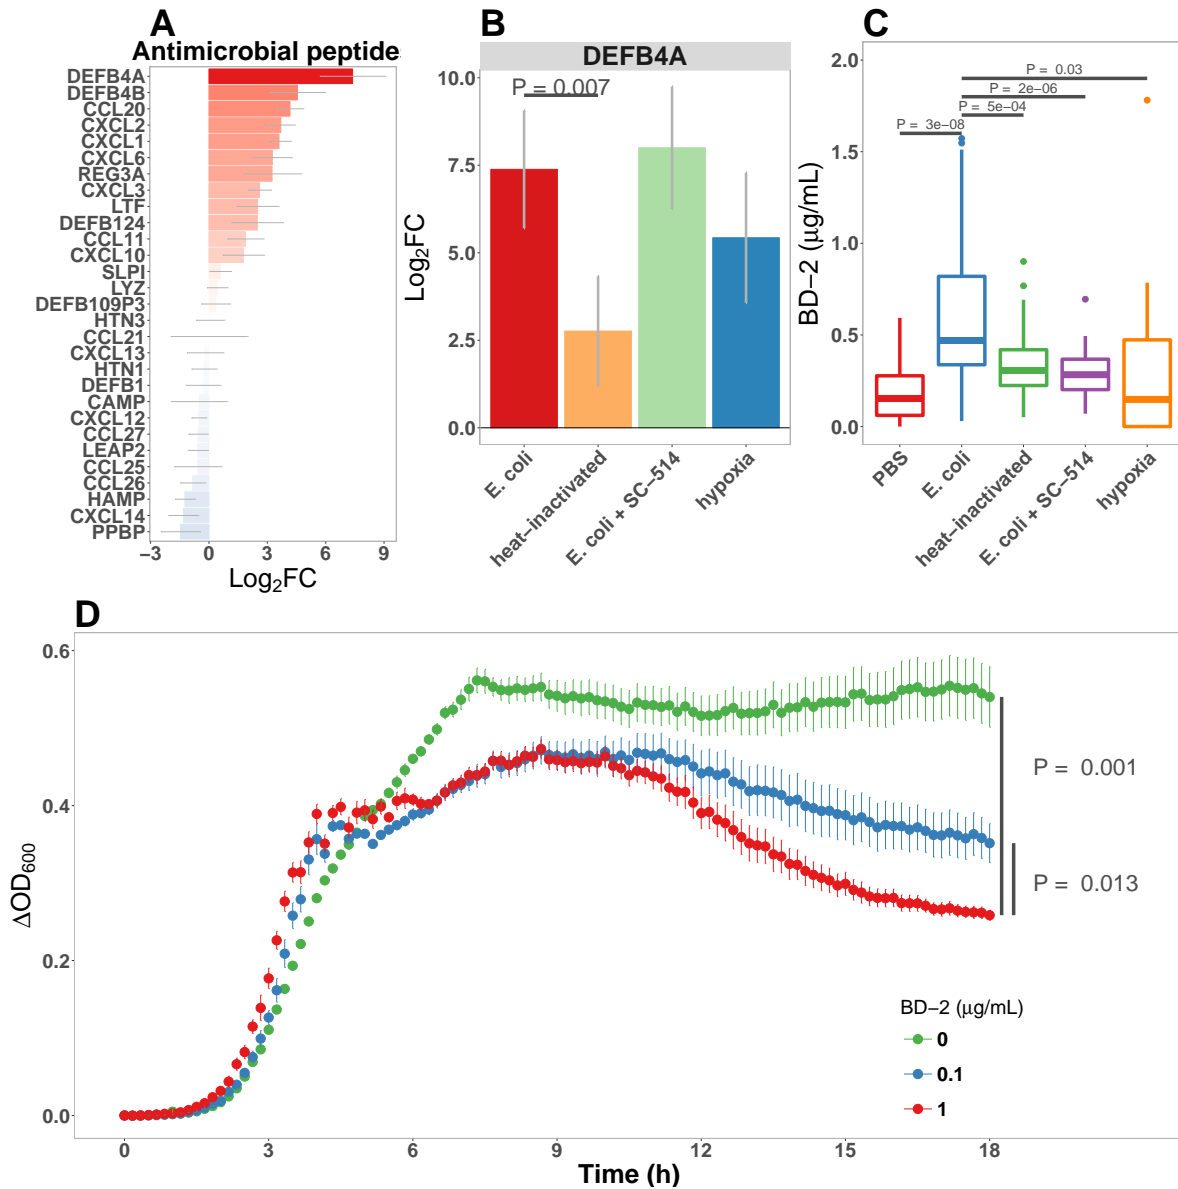 A
Antimicrobial peptides
DEFB4A
DEFB4B
CCL20
CXCL2
CXCL1
CXCL6
REG3A
CXCL3
LTF
DEFB124
CCL11
CXCL10
SLPI
LYZ
DEFB109P3
HTN3
CCL21
CXCL13
HTN1
DEFB1
CAMP
CXCL12
CCL27
LEAP2
CCL25
CCL26
HAMP
CXCL14
PPBP
−3 0 3 6 9
Log₂FC
B
DEFB4A
P = 0.007
10.0
7.5
5.0
2.5
0.0
Log₂FC
E. coli
heat−inactivated
E. coli + SC−514
hypoxia
C
2.0
1.5
1.0
0.5
0.0
BD−2 (μg/mL)
P = 0.03
P = 2e−06
P = 5e−04
P = 3e−08
PBS
E. coli
heat−inactivated
E. coli + SC−514
hypoxia
D
0.6
0.4
0.2
0.0
ΔOD₆₀₀
P = 0.001
P = 0.013
BD−2 (μg/mL)
0
0.1
1
0 3 6 9 12 15 18
Time (h)